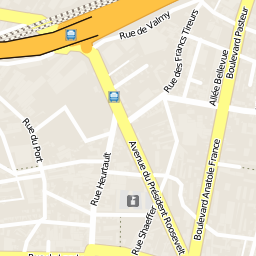 Rue de Valmy
Rue des Francs Tireurs
Allée Bellevue
Boulevard Pasteur
Rue du Port
Rue Heurtault
Avenue du Président Roosevelt
Boulevard Anatole France
Rue Shaeffer